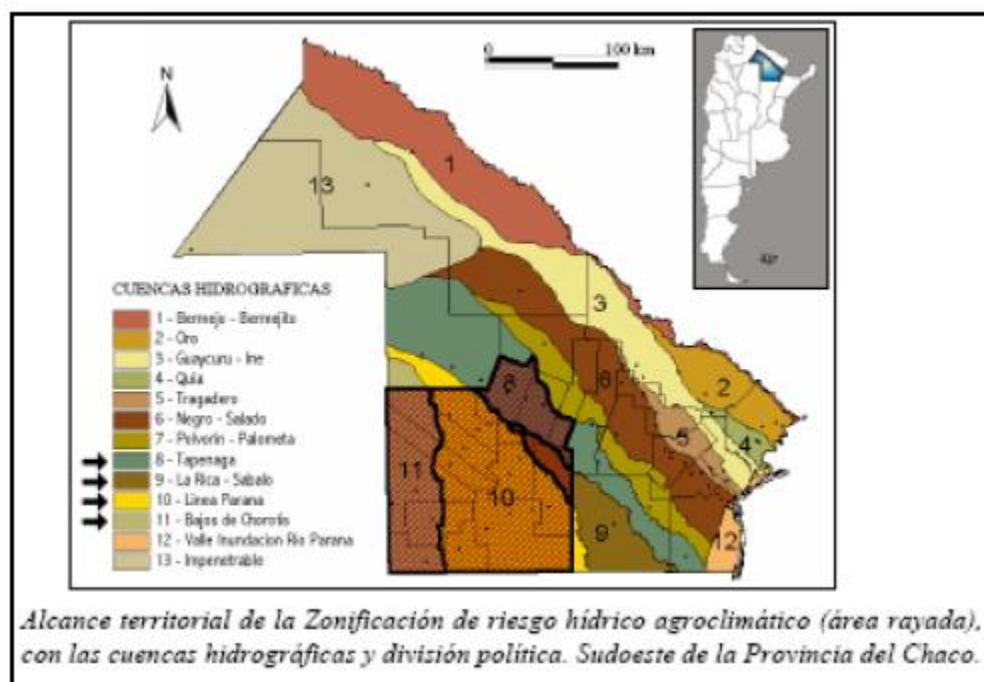 N
0 100 km
1
13
3
2
8
6
5
4
11
10
9
12
CUENCAS HIDROGRAFICAS
1 - Bermejo - Bermejito
2 - Oro
3 - Guaycuru - Ine
4 - Quia
5 - Tragadero
6 - Negro - Salado
7 - Polvorin - Palometa
8 - Tapenaga
9 - La Rica - Sabalo
10 - Linea Parana
11 - Bajos de Chorotis
12 - Valle Inundacion Rio Parana
13 - Impenetrable
Alcance territorial de la Zonificación de riesgo hídrico agroclimático (área rayada),
con las cuencas hidrográficas y división política. Sudoeste de la Provincia del Chaco.